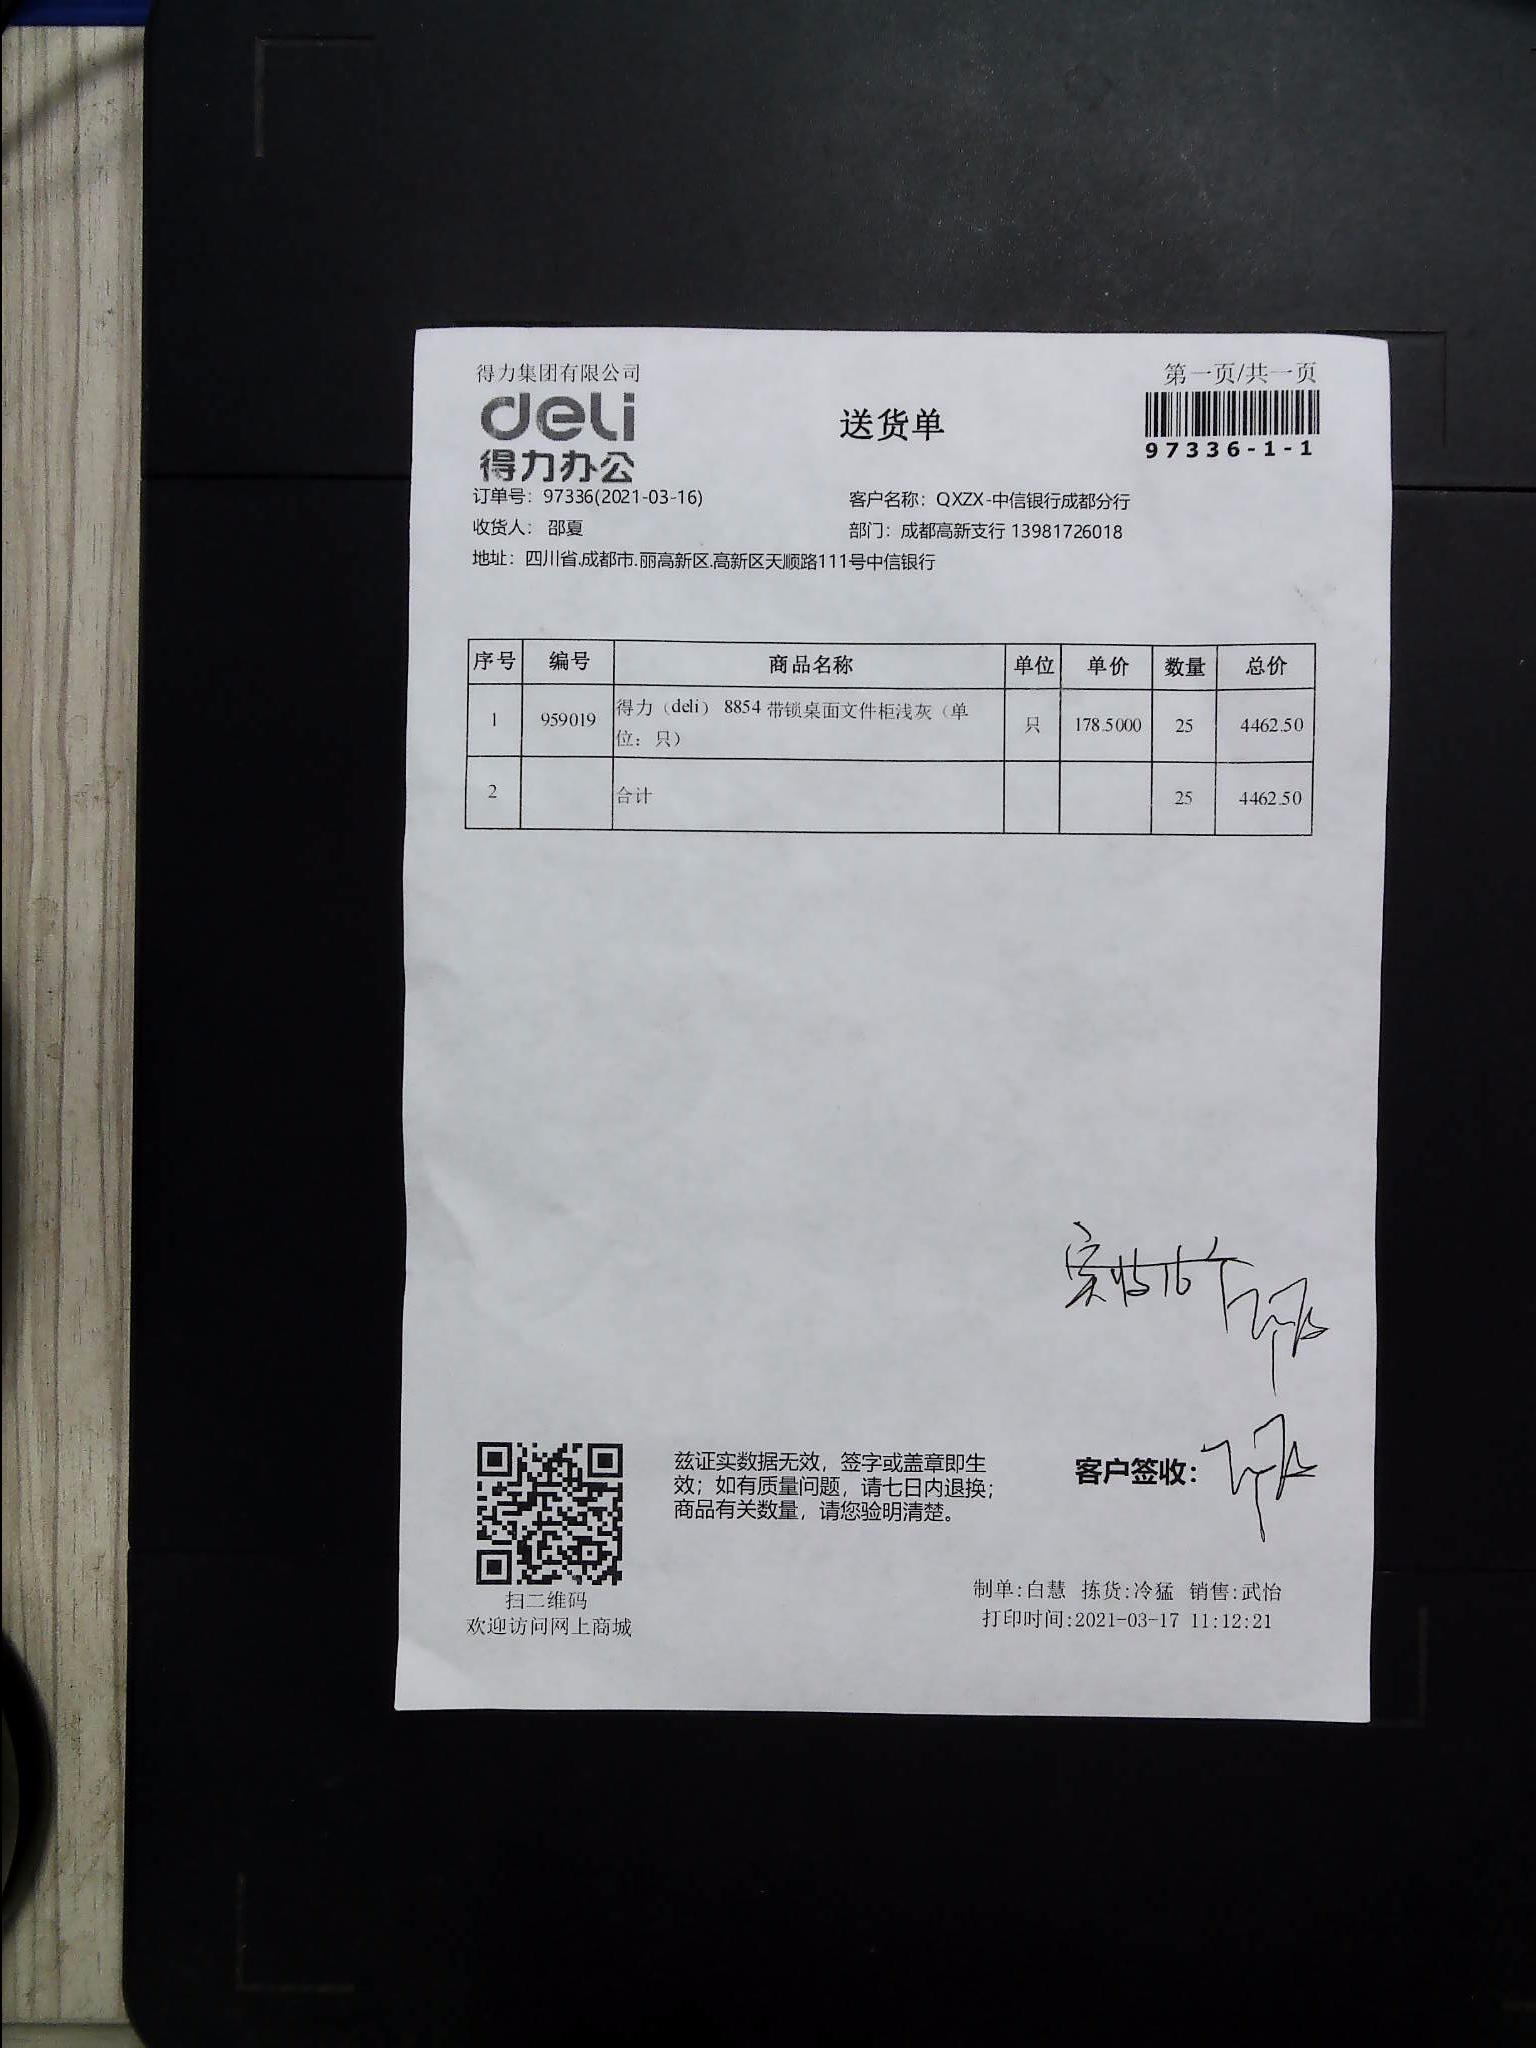 得力集团有限公司
第一页/共一页
deli
得力办公
送货单
97336-1-1
订单号：97336(2021-03-16)
客户名称：QXZX-中信银行成都分行
收货人：邵夏
部门：成都高新支行 13981726018
地址：四川省.成都市.丽高新区.高新区天顺路111号中信银行
序号 编号 商品名称 单位 单价 数量 总价
1 959019 得力（deli） 8854 带锁桌面文件柜浅灰（单位：只） 只 178.5000 25 4462.50
2 合计 25 4462.50
兹证实数据无效，签字或盖章即生
效；如有质量问题，请七日内退换；
商品有关数量，请您验明清楚。
客户签收：
扫二维码
欢迎访问网上商城
制单:白慧 拣货:冷猛 销售:武怡
打印时间:2021-03-17 11:12:21